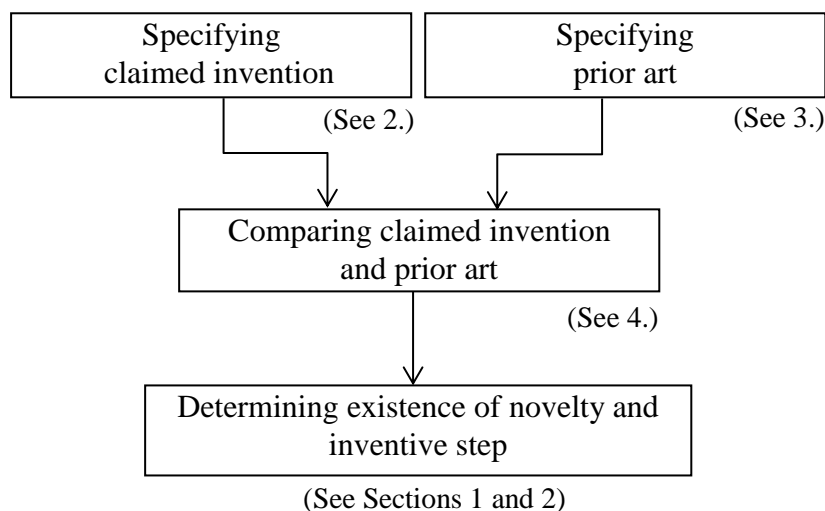 Specifying
claimed invention
(See 2.)
Specifying
prior art
(See 3.)
Comparing claimed invention
and prior art
(See 4.)
Determining existence of novelty and
inventive step
(See Sections 1 and 2)